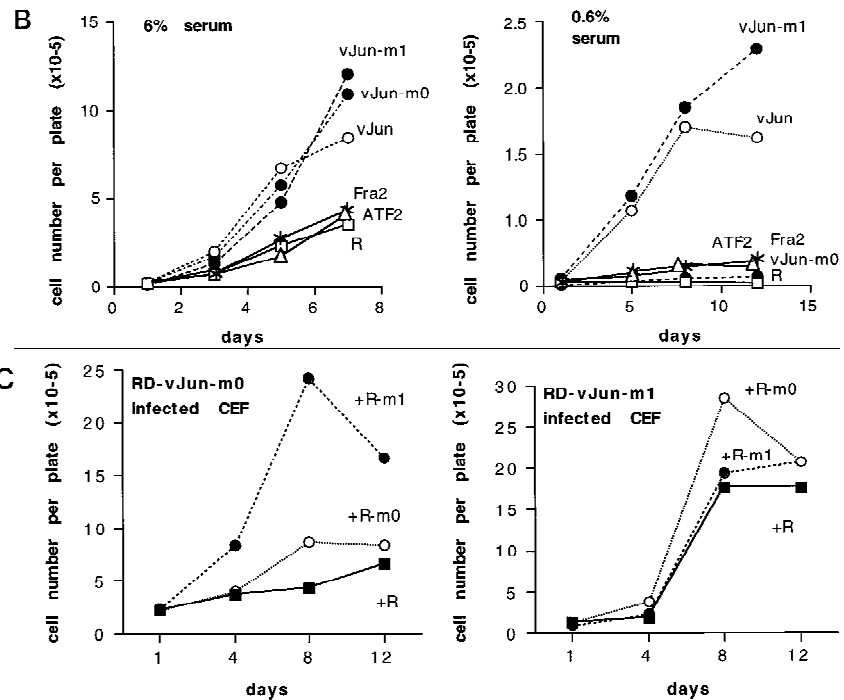 B
6% serum
cell number per plate (x10-5)
15
10
5
0
0
2
4
6
8
days
vJun-m1
vJun-m0
vJun
Fra2
ATF2
R
0.6%
serum
cell number per plate (x10-5)
2.5
2.0
1.5
1.0
0
0
5
10
15
days
vJun-m1
vJun
ATF2
Fra2
vJun-m0
R
C
RD-vJun-m0
infected CEF
cell number per plate (x10-5)
25
20
15
10
5
0
1
4
8
12
days
+R-m1
+R-m0
+R
RD-vJun-m1
infected CEF
cell number per plate (x10-5)
30
25
20
15
10
5
0
1
4
8
12
days
+R-m0
+R-m1
+R